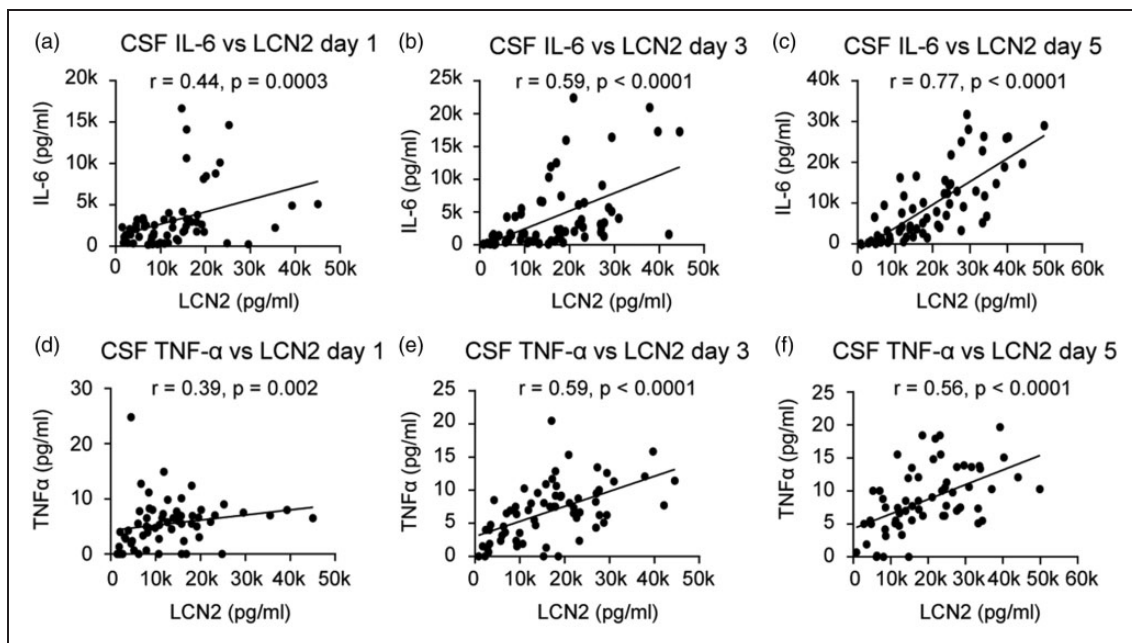 (a) CSF IL-6 vs LCN2 day 1
r = 0.44, p = 0.0003
20k
15k
10k
5k
0
IL-6 (pg/ml)
0 10k 20k 30k 40k 50k
LCN2 (pg/ml)
(b) CSF IL-6 vs LCN2 day 3
r = 0.59, p < 0.0001
25k
20k
15k
10k
5k
0
IL-6 (pg/ml)
0 10k 20k 30k 40k 50k
LCN2 (pg/ml)
(c) CSF IL-6 vs LCN2 day 5
r = 0.77, p < 0.0001
40k
30k
20k
10k
0
IL-6 (pg/ml)
0 10k 20k 30k 40k 50k 60k
LCN2 (pg/ml)
(d) CSF TNF-α vs LCN2 day 1
r = 0.39, p = 0.002
30
20
10
0
TNFα (pg/ml)
0 10k 20k 30k 40k 50k
LCN2 (pg/ml)
(e) CSF TNF-α vs LCN2 day 3
r = 0.59, p < 0.0001
25
20
15
10
5
0
TNFα (pg/ml)
0 10k 20k 30k 40k 50k
LCN2 (pg/ml)
(f) CSF TNF-α vs LCN2 day 5
r = 0.56, p < 0.0001
25
20
15
10
5
0
TNFα (pg/ml)
0 10k 20k 30k 40k 50k 60k
LCN2 (pg/ml)